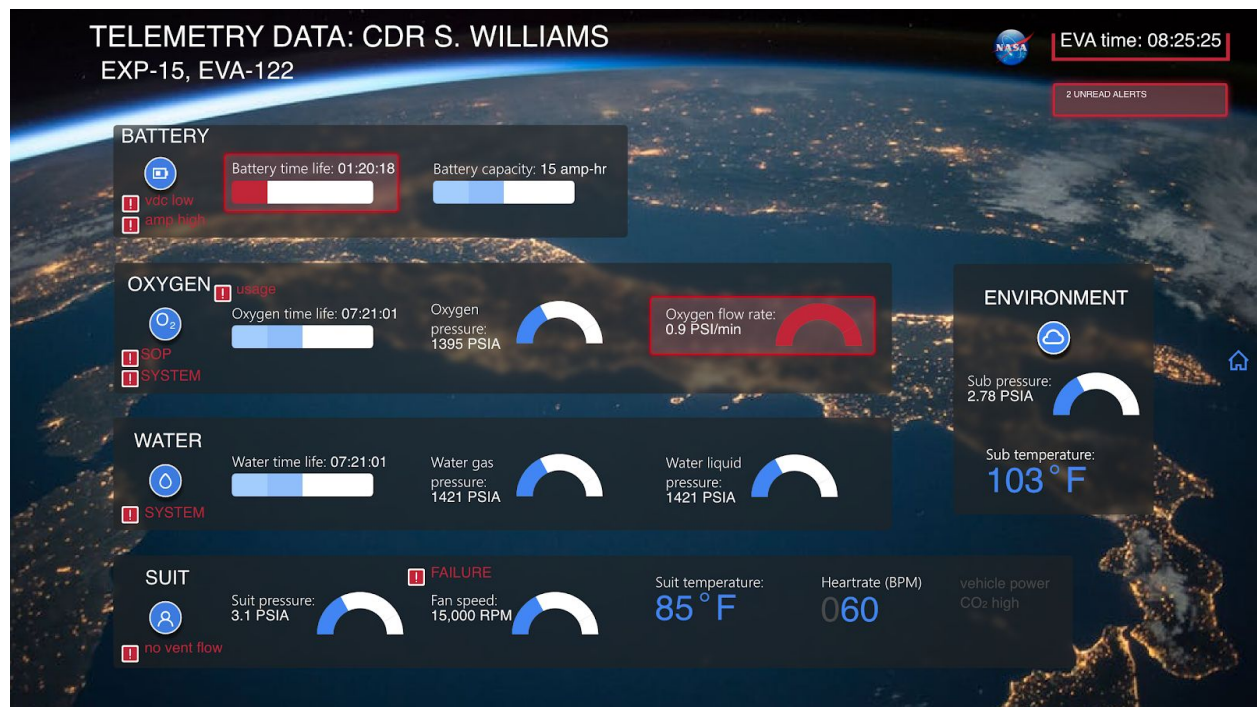 TELEMETRY DATA: CDR S. WILLIAMS
EXP-15, EVA-122
NASA
EVA time: 08:25:25
2 UNREAD ALERTS
BATTERY
Battery time life: 01:20:18
Battery capacity: 15 amp-hr
! vdc low
! amp high
OXYGEN
! usage
Oxygen time life: 07:21:01
Oxygen
pressure:
1395 PSIA
Oxygen flow rate:
0.9 PSI/min
O2
! SOP
! SYSTEM
ENVIRONMENT
Sub pressure:
2.78 PSIA
Sub temperature:
103°F
WATER
Water time life: 07:21:01
Water gas
pressure:
1421 PSIA
Water liquid
pressure:
1421 PSIA
! SYSTEM
SUIT
Suit pressure:
3.1 PSIA
! FAILURE
Fan speed:
15,000 RPM
Suit temperature:
85°F
Heartrate (BPM)
060
vehicle power
CO2 high
! no vent flow